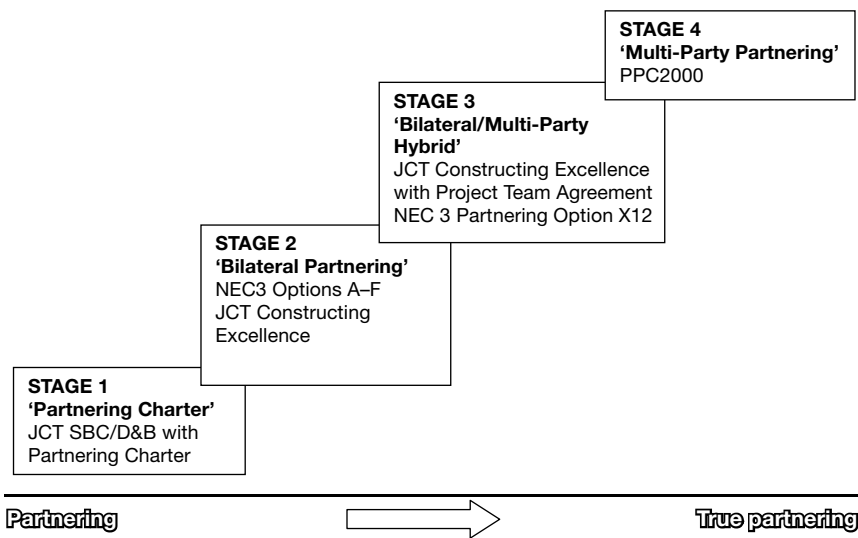 STAGE 4
‘Multi-Party Partnering’
PPC2000
STAGE 3
‘Bilateral/Multi-Party
Hybrid’
JCT Constructing Excellence
with Project Team Agreement
NEC 3 Partnering Option X12
STAGE 2
‘Bilateral Partnering’
NEC3 Options A–F
JCT Constructing
Excellence
STAGE 1
‘Partnering Charter’
JCT SBC/D&B with
Partnering Charter
Partnering
True partnering